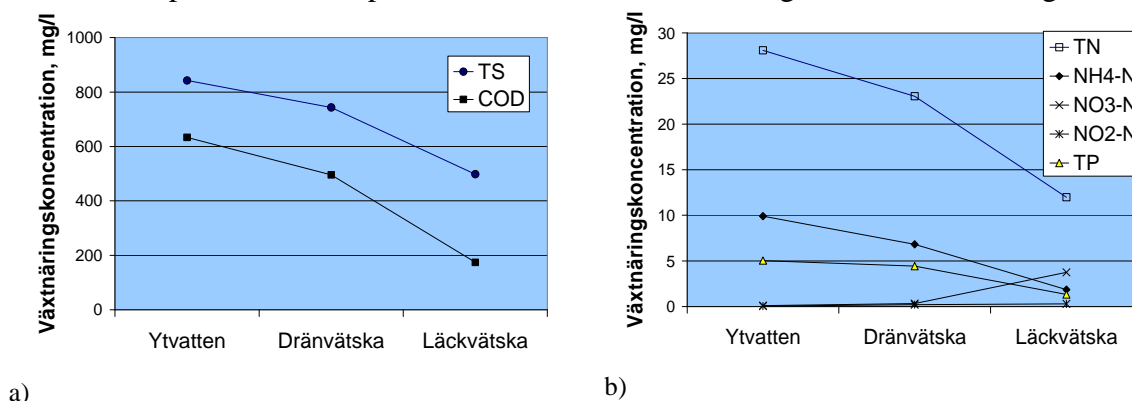 Växtnäringskoncentration, mg/l
1000
800
600
400
200
0
TS
COD
Ytvatten Dränvätska Läckvätska
a)
Växtnäringskoncentration, mg/l
30
25
20
15
10
5
0
TN
NH4-N
NO3-N
NO2-N
TP
Ytvatten Dränvätska Läckvätska
b)